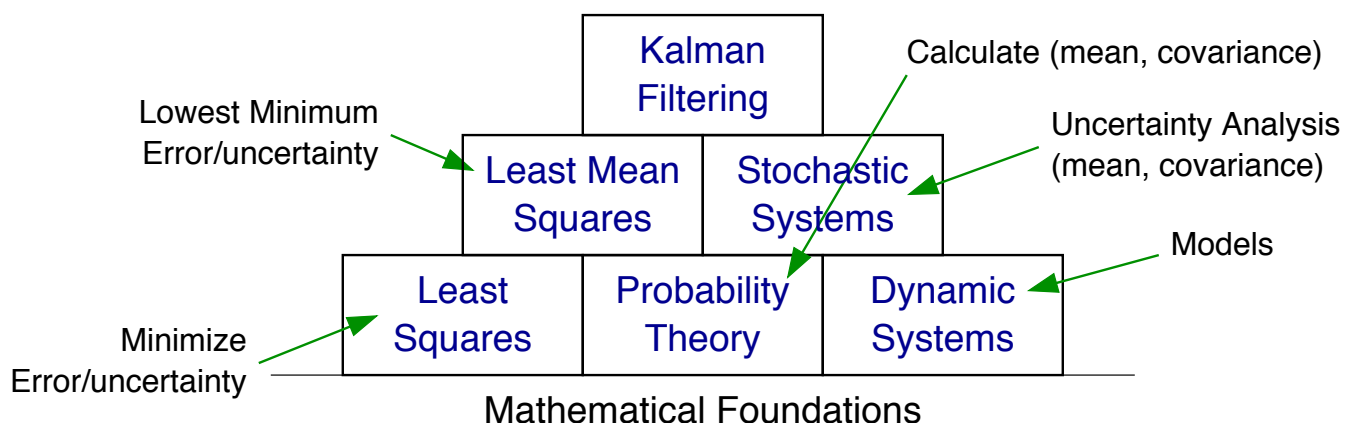 Kalman
Filtering
Calculate (mean, covariance)
Lowest Minimum
Error/uncertainty
Least Mean
Squares
Stochastic
Systems
Uncertainty Analysis
(mean, covariance)
Minimize
Error/uncertainty
Least
Squares
Probability
Theory
Dynamic
Systems
Models
Mathematical Foundations